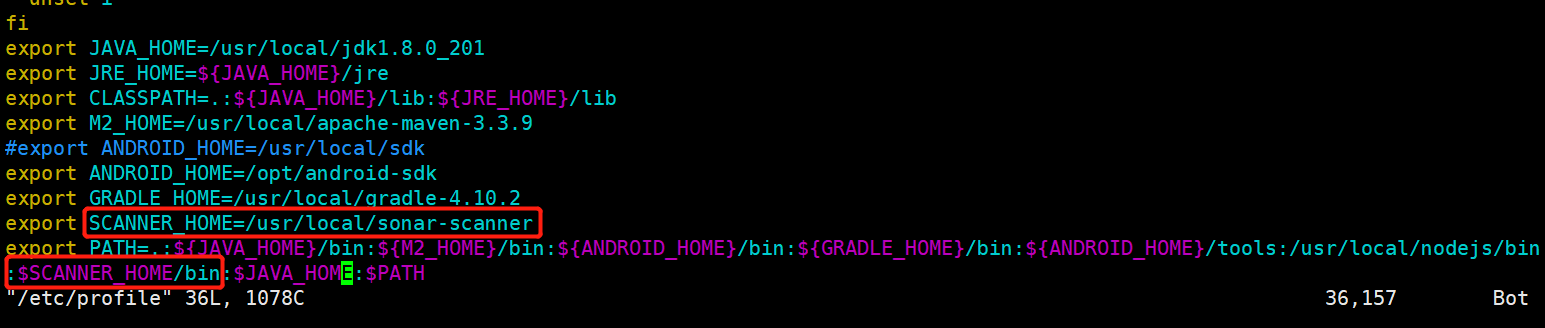 unset i
fi
export JAVA_HOME=/usr/local/jdk1.8.0_201
export JRE_HOME=${JAVA_HOME}/jre
export CLASSPATH=.:${JAVA_HOME}/lib:${JRE_HOME}/lib
export M2_HOME=/usr/local/apache-maven-3.3.9
#export ANDROID_HOME=/usr/local/sdk
export ANDROID_HOME=/opt/android-sdk
export GRADLE_HOME=/usr/local/gradle-4.10.2
export SCANNER_HOME=/usr/local/sonar-scanner
export PATH=.:${JAVA_HOME}/bin:${M2_HOME}/bin:${ANDROID_HOME}/bin:${GRADLE_HOME}/bin:${ANDROID_HOME}/tools:/usr/local/nodejs/bin
:$SCANNER_HOME/bin:$JAVA_HOME:$PATH
"/etc/profile" 36L, 1078C 36,157 Bot